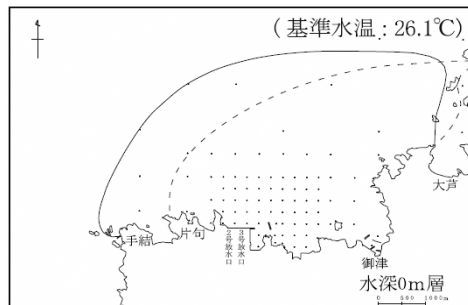 (基準水温:26.1℃)
大芦
手結
片句
2号放水口
3号放水口
御津
水深0m層
0 500 1000m